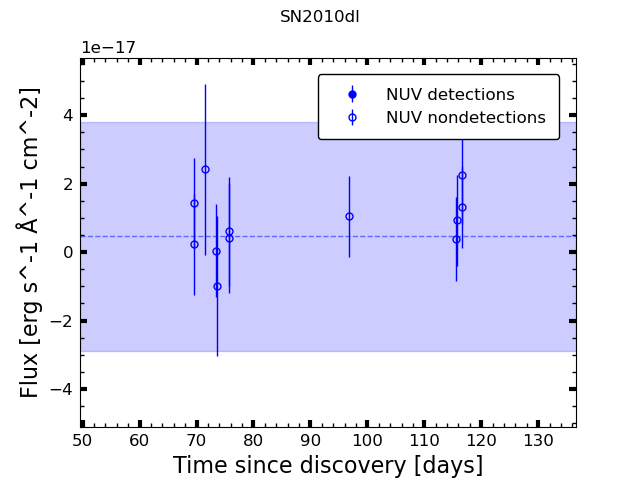 SN2010dl
1e−17
NUV detections
NUV nondetections
4
2
0
−2
−4
Flux [erg s^-1 Å^-1 cm^-2]
50 60 70 80 90 100 110 120 130
Time since discovery [days]